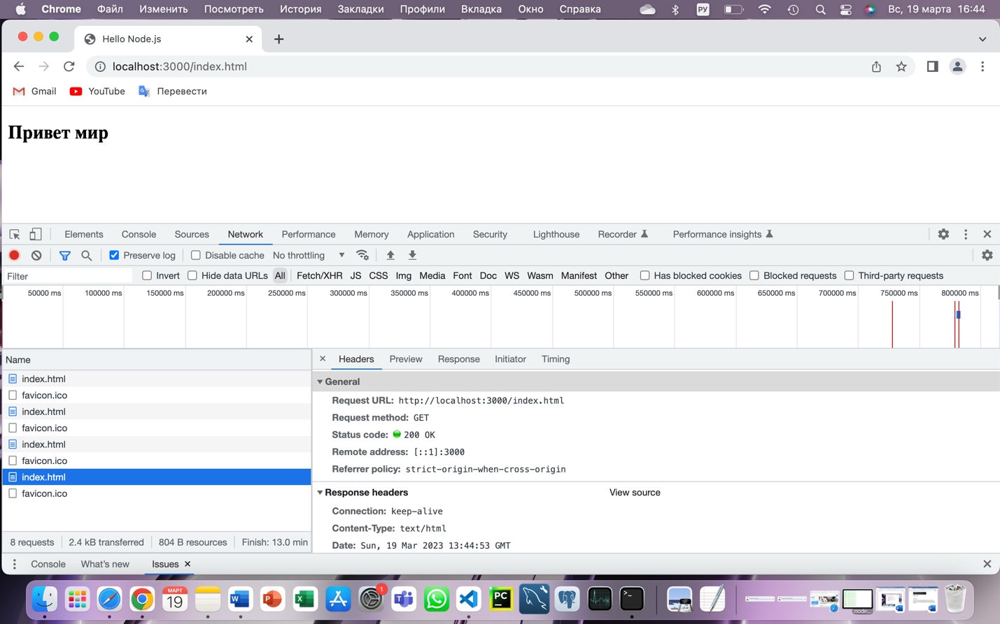 Chrome Файл Изменить Посмотреть История Закладки Профили Вкладка Окно Справка РУ Вс, 19 марта 16:44
Hello Node.js
localhost:3000/index.html
Gmail YouTube Перевести
Привет мир
Elements Console Sources Network Performance Memory Application Security Lighthouse Recorder Performance insights
Preserve log Disable cache No throttling
Filter Invert Hide data URLs All Fetch/XHR JS CSS Img Media Font Doc WS Wasm Manifest Other Has blocked cookies Blocked requests Third-party requests
50000 ms 100000 ms 150000 ms 200000 ms 250000 ms 300000 ms 350000 ms 400000 ms 450000 ms 500000 ms 550000 ms 600000 ms 650000 ms 700000 ms 750000 ms 800000 ms
Name
index.html
favicon.ico
index.html
favicon.ico
index.html
favicon.ico
index.html
favicon.ico
8 requests 2.4 kB transferred 804 B resources Finish: 13.0 min
Headers Preview Response Initiator Timing
General
Request URL: http://localhost:3000/index.html
Request method: GET
Status code: 200 OK
Remote address: [::1]:3000
Referrer policy: strict-origin-when-cross-origin
Response headers View source
Connection: keep-alive
Content-Type: text/html
Date: Sun, 19 Mar 2023 13:44:53 GMT
Console What's new Issues
МАРТ
19
W
P
X
1
PC
>_
node...